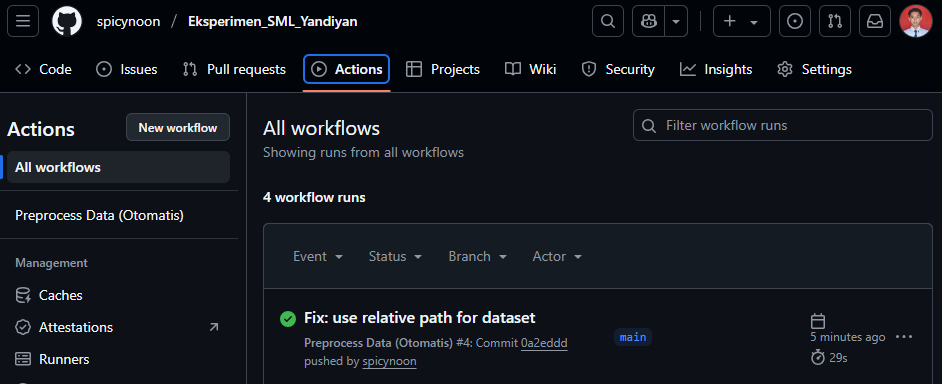 spicynoon / Eksperimen_SML_Yandiyan
Code Issues Pull requests Actions Projects Wiki Security Insights Settings
Actions
New workflow
All workflows
Preprocess Data (Otomatis)
Management
Caches
Attestations
Runners
All workflows
Showing runs from all workflows
Filter workflow runs
4 workflow runs
Event Status Branch Actor
Fix: use relative path for dataset
Preprocess Data (Otomatis) #4: Commit 0a2eddd
pushed by spicynoon
main
5 minutes ago
29s